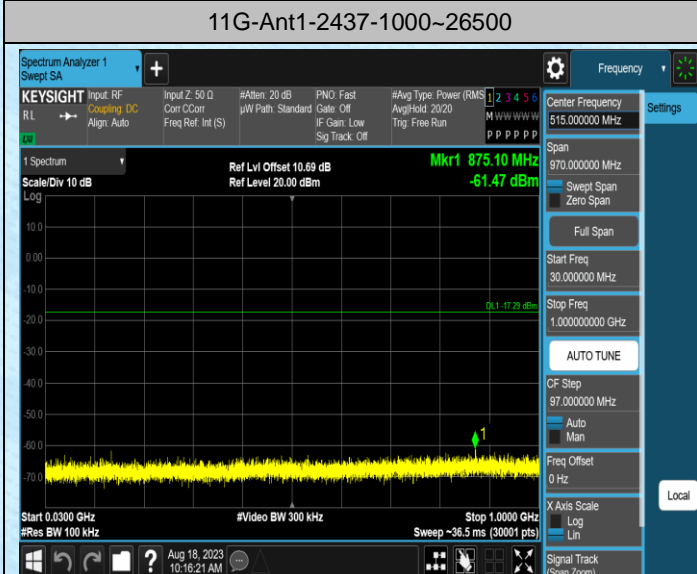 11G-Ant1-2437-1000~26500
Spectrum Analyzer 1
Swept SA
Frequency
KEYSIGHT
RL
LXI
Input: RF
Coupling: DC
Align: Auto
Input Z: 50 Ω
Corr CCorr
Freq Ref: Int (S)
#Atten: 20 dB
µW Path: Standard
PNO: Fast
Gate: Off
IF Gain: Low
Sig Track: Off
#Avg Type: Power (RMS
Avg|Hold: 20/20
Trig: Free Run
1 2 3 4 5 6
M W W W W W
P P P P P P
1 Spectrum
Scale/Div 10 dB
Log
Ref Lvl Offset 10.69 dB
Ref Level 20.00 dBm
Mkr1 875.10 MHz
-61.47 dBm
10.0
0.00
-10.0
DL1 -17.29 dBm
-20.0
-30.0
-40.0
-50.0
1
-60.0
-70.0
Start 0.0300 GHz
#Res BW 100 kHz
#Video BW 300 kHz
Stop 1.0000 GHz
Sweep ~36.5 ms (30001 pts)
?
Aug 18, 2023
10:16:21 AM
Center Frequency
515.000000 MHz
Settings
Span
970.000000 MHz
Swept Span
Zero Span
Full Span
Start Freq
30.000000 MHz
Stop Freq
1.000000000 GHz
AUTO TUNE
CF Step
97.000000 MHz
Auto
Man
Freq Offset
0 Hz
X Axis Scale
Log
Lin
Local
Signal Track
(Span Zoom)